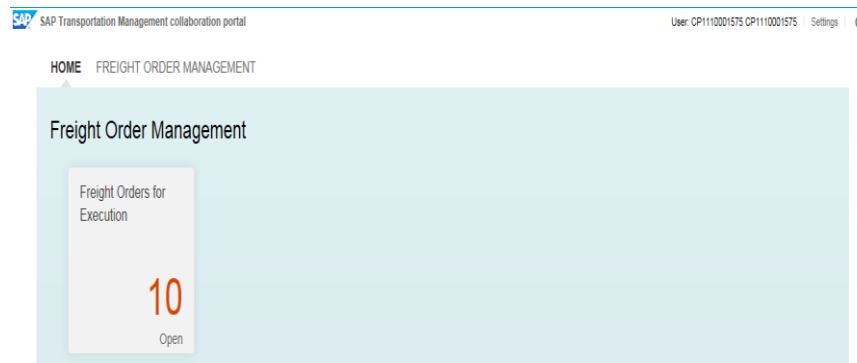 SAP SAP Transportation Management collaboration portal User: CP1110001575 CP1110001575 Settings
HOME FREIGHT ORDER MANAGEMENT
Freight Order Management
Freight Orders for
Execution
10
Open